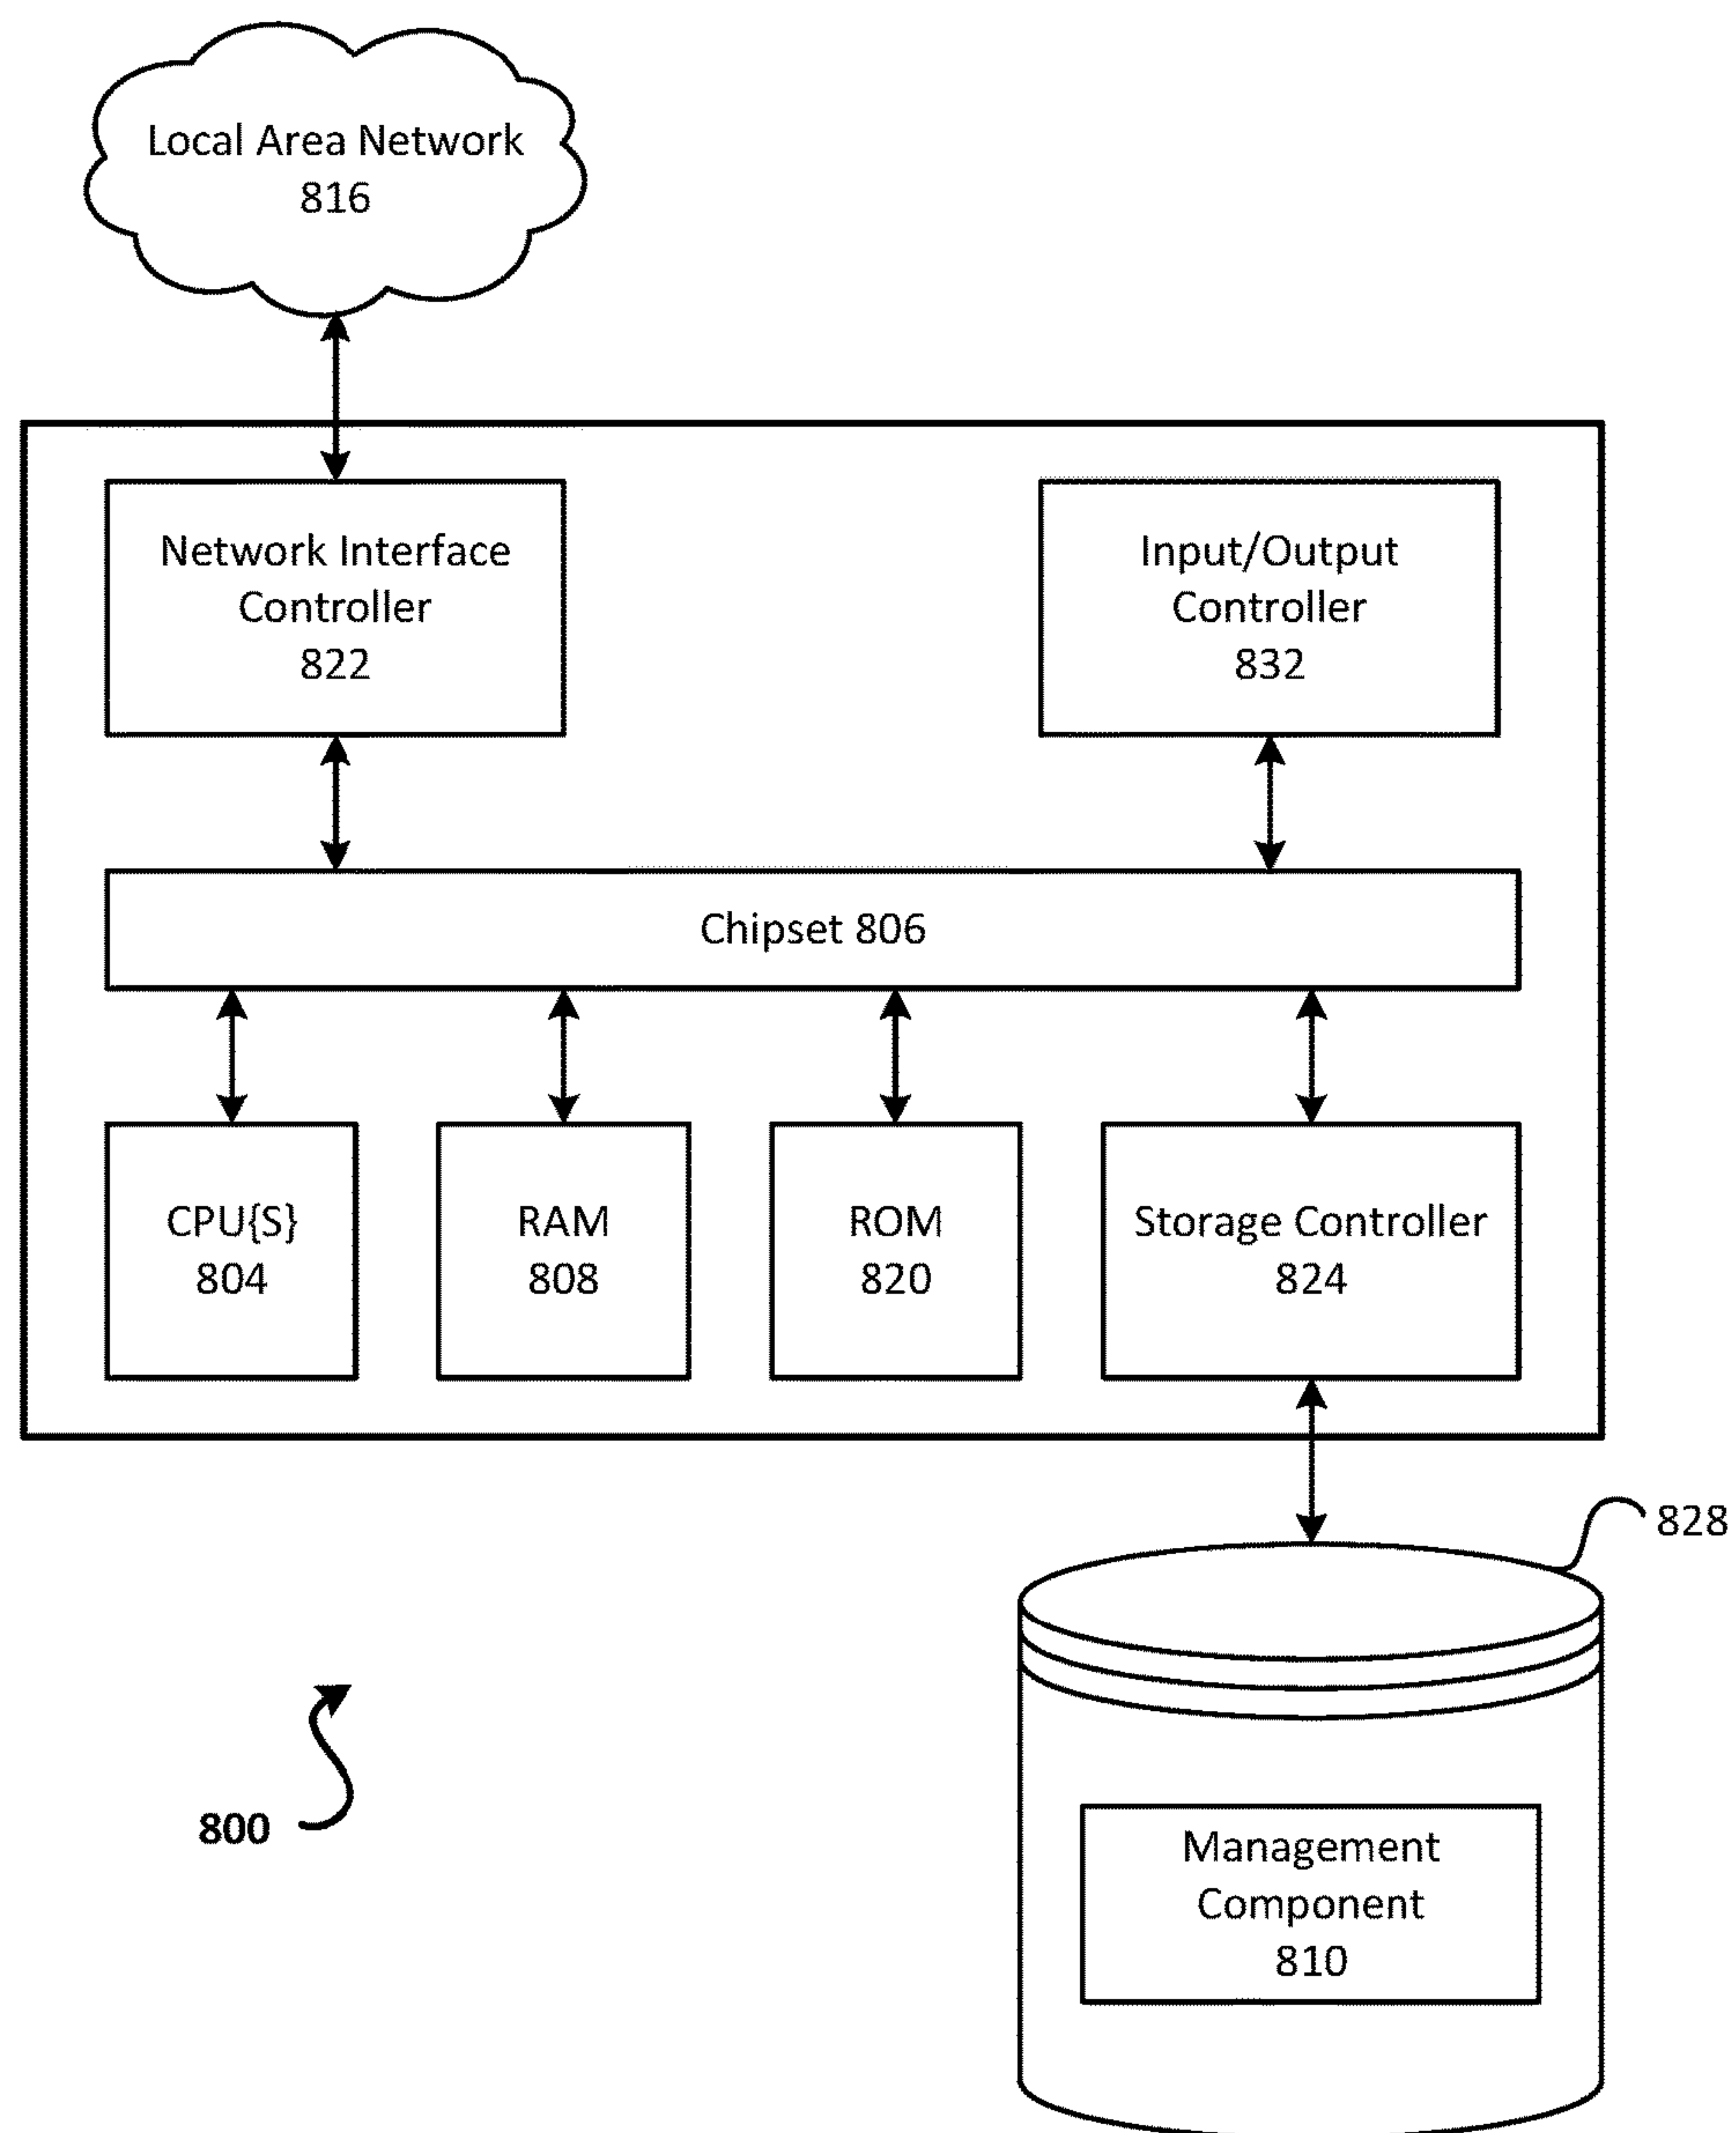 Local Area Network
816
Network Interface
Controller
822
Input/Output
Controller
832
Chipset 806
CPU{S}
804
RAM
808
ROM
820
Storage Controller
824
828
800
Management
Component
810